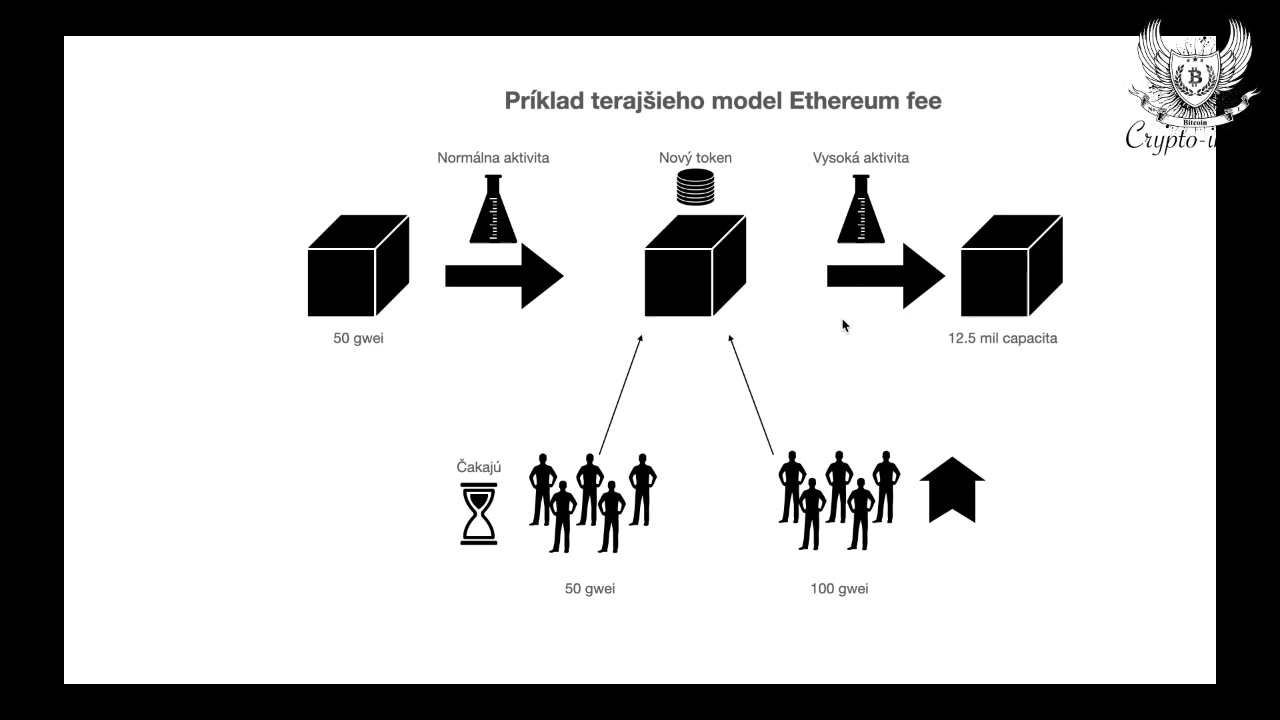 Príklad terajšieho model Ethereum fee
Bitcoin
Normálna aktivita
Nový token
Vysoká aktivita
50 gwei
12.5 mil capacita
Čakajú
50 gwei
100 gwei